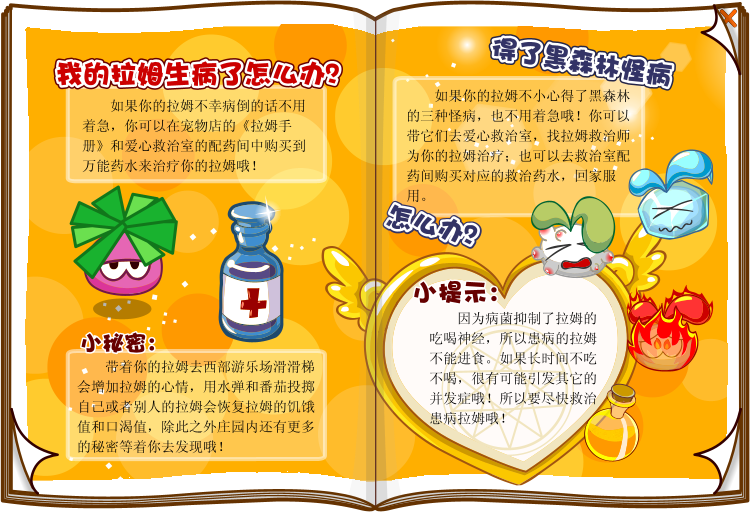 我的拉姆生病了怎么办?
如果你的拉姆不幸病倒的话不用
着急，你可以在宠物店的《拉姆手
册》和爱心救治室的配药间中购买到
万能药水来治疗你的拉姆哦！
小秘密：
带着你的拉姆去西部游乐场滑滑梯
会增加拉姆的心情，用水弹和番茄投掷
自己或者别人的拉姆会恢复拉姆的饥饿
值和口渴值，除此之外庄园内还有更多
的秘密等着你去发现哦！
得了黑森林怪病
怎么办?
如果你的拉姆不小心得了黑森林
的三种怪病，也不用着急哦！你可以
带它们去爱心救治室，找拉姆救治师
为你的拉姆治疗；也可以去救治室配
药间购买对应的救治药水，回家服
用。
小提示：
因为病菌抑制了拉姆的
吃喝神经，所以患病的拉姆
不能进食。如果长时间不吃
不喝，很有可能引发其它的
并发症哦！所以要尽快救治
患病拉姆哦！